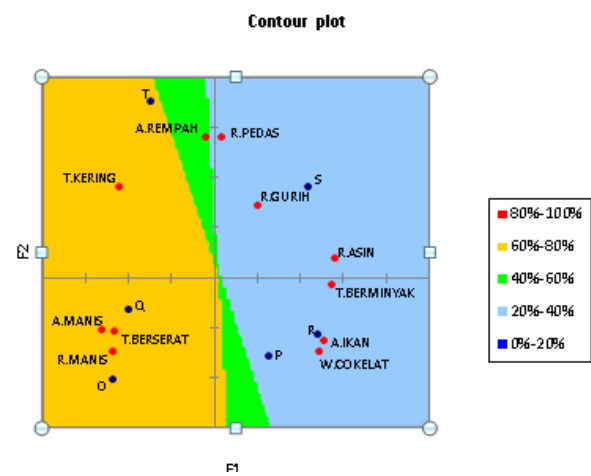 Contour plot
T
A.REMPAH
R.PEDAS
T.KERING
S
R.GURIH
F2
R.ASIN
T.BERMINYAK
Q
A.MANIS
T.BERSERAT
R.MANIS
O
R
A.IKAN
P
W.COKELAT
F1
80%-100%
60%-80%
40%-60%
20%-40%
0%-20%